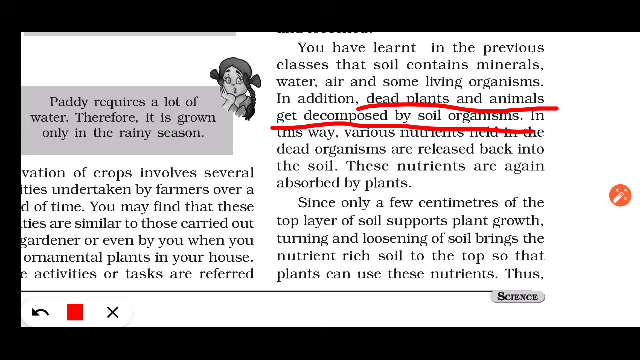 Paddy requires a lot of
water. Therefore, it is grown
only in the rainy season.
vation of crops involves several
ities undertaken by farmers over a
d of time. You may find that these
ities are similar to those carried out
gardener or even by you when you
ornamental plants in your house.
e activities or tasks are referred
You have learnt in the previous
classes that soil contains minerals,
water, air and some living organisms.
In addition, dead plants and animals
get decomposed by soil organisms. In
this way, various nutrients held in the
dead organisms are released back into
the soil. These nutrients are again
absorbed by plants.
Since only a few centimetres of the
top layer of soil supports plant growth,
turning and loosening of soil brings the
nutrient rich soil to the top so that
plants can use these nutrients. Thus,
SCIENCE